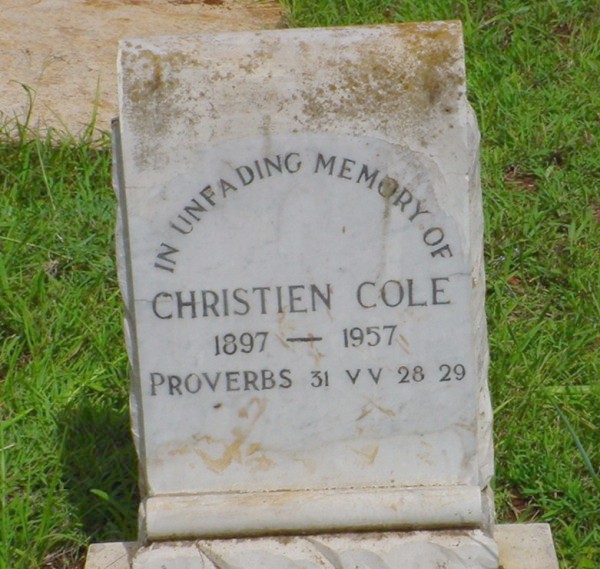 IN UNFADING MEMORY OF
CHRISTIEN COLE
1897 — 1957
PROVERBS 31 VV 28 29